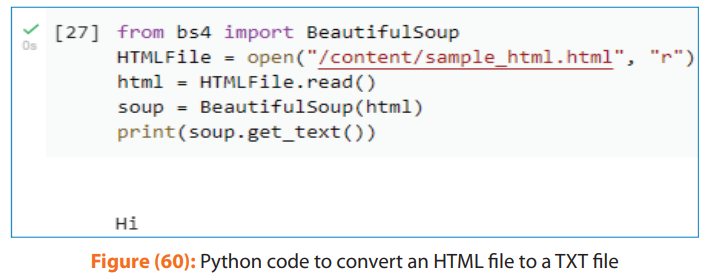 [27] from bs4 import BeautifulSoup
0s
HTMLFile = open("/content/sample_html.html", "r")
html = HTMLFile.read()
soup = BeautifulSoup(html)
print(soup.get_text())
Hi
Figure (60): Python code to convert an HTML file to a TXT file